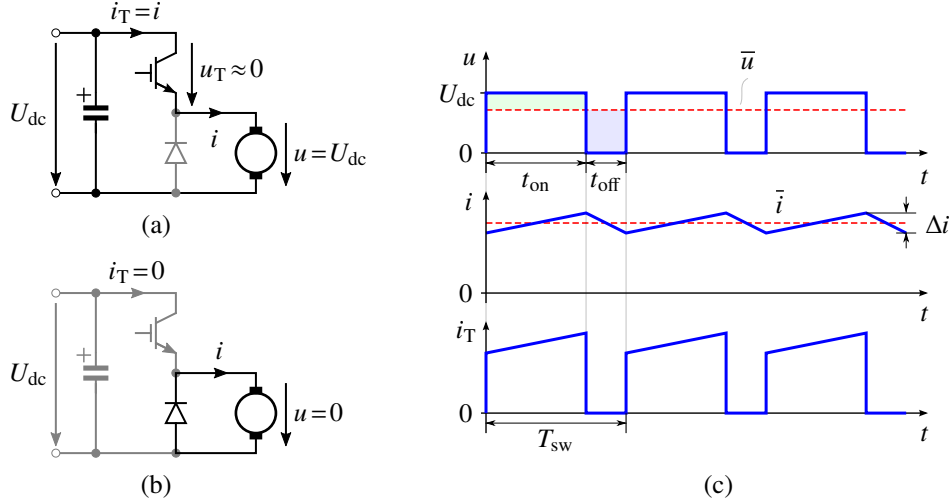 i_T = i
+
u_T ≈ 0
U_dc
i
u = U_dc
(a)
i_T = 0
+
U_dc
i
u = 0
(b)
u
U_dc
u̅
0
t_on
t_off
t
i
i̅
Δi
0
t
i_T
0
T_sw
t
(c)